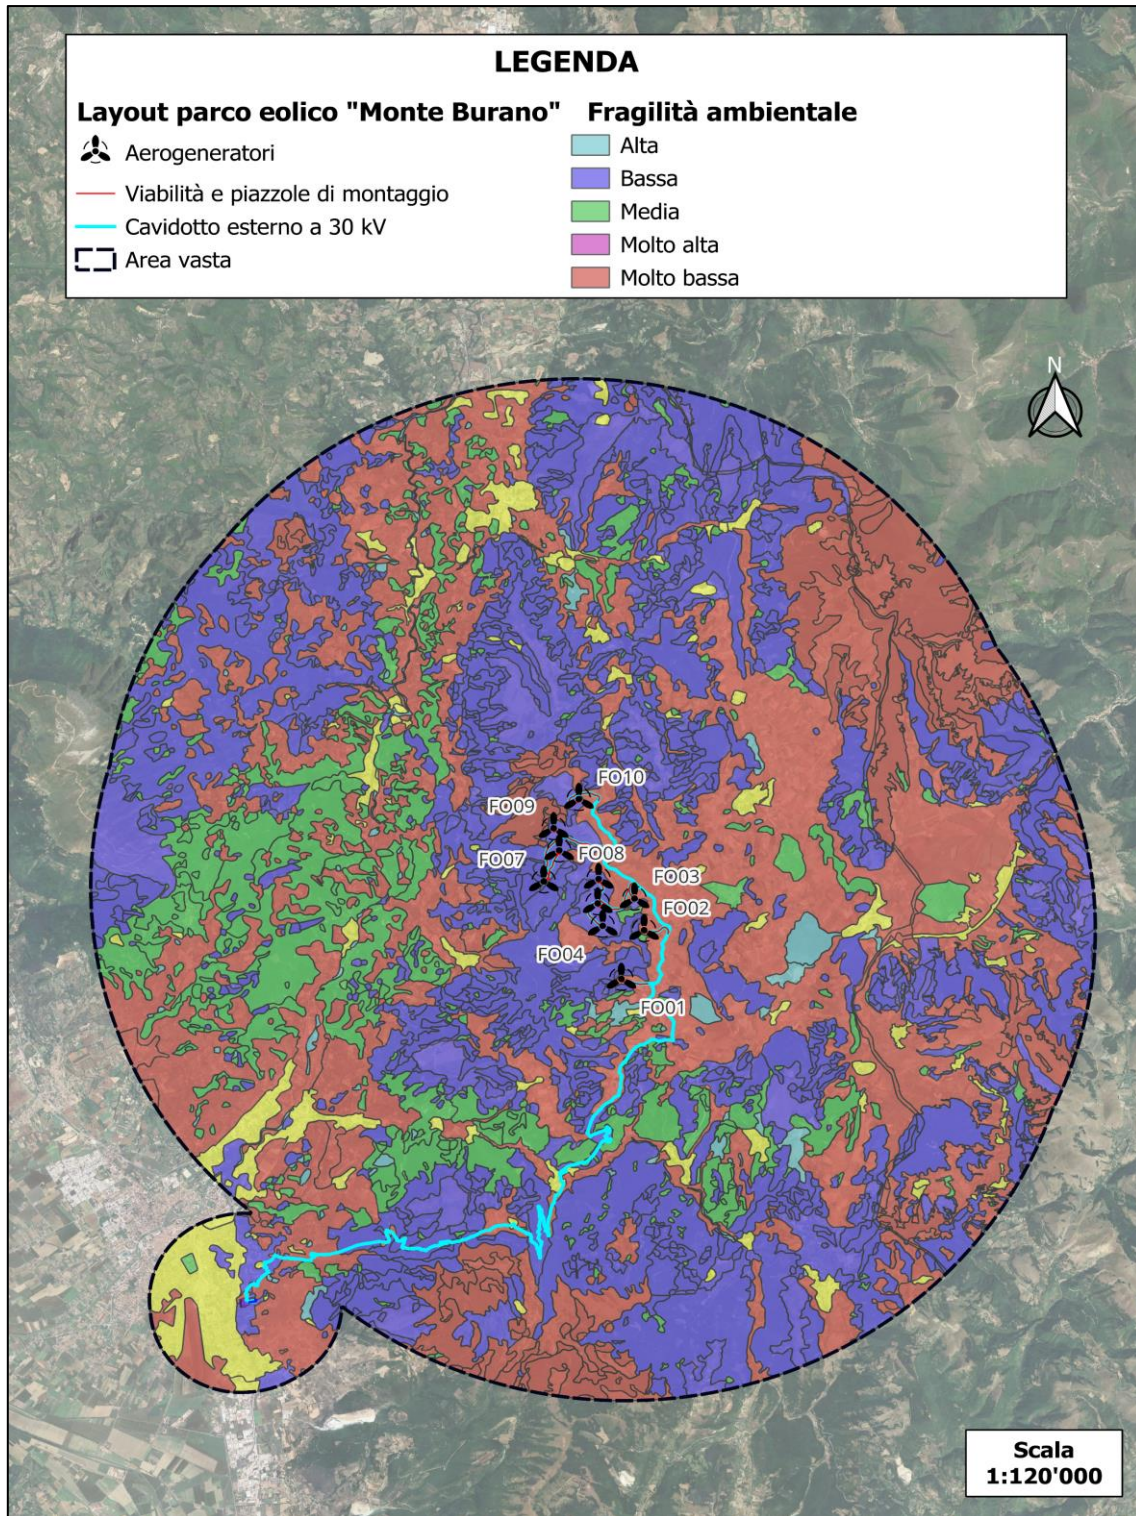 LEGENDA
Layout parco eolico "Monte Burano"
Aerogeneratori
Viabilità e piazzole di montaggio
Cavidotto esterno a 30 kV
Area vasta
Fragilità ambientale
Alta
Bassa
Media
Molto alta
Molto bassa
N
FO10
FO09
FO08
FO07
FO03
FO02
FO04
FO01
Scala
1:120'000